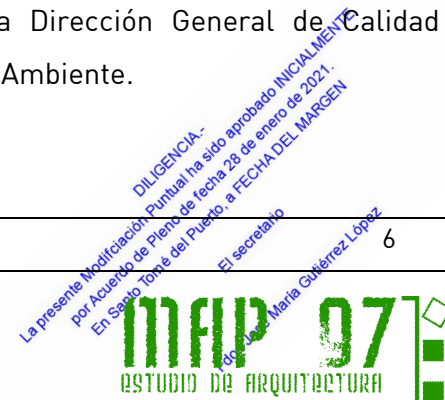 a Dirección General de Calidad
Ambiente.
DILIGENCIA.-
La presente Modificiación Puntual ha sido aprobado INICIALMENTE
por Acuerdo de Pleno de fecha 28 de enero de 2021.
En Santo Tomé del Puerto, a FECHA DEL MARGEN
El secretario
Fdo. José María Gutiérrez López
6
MAP 97
ESTUDIO DE ARQUITECTURA